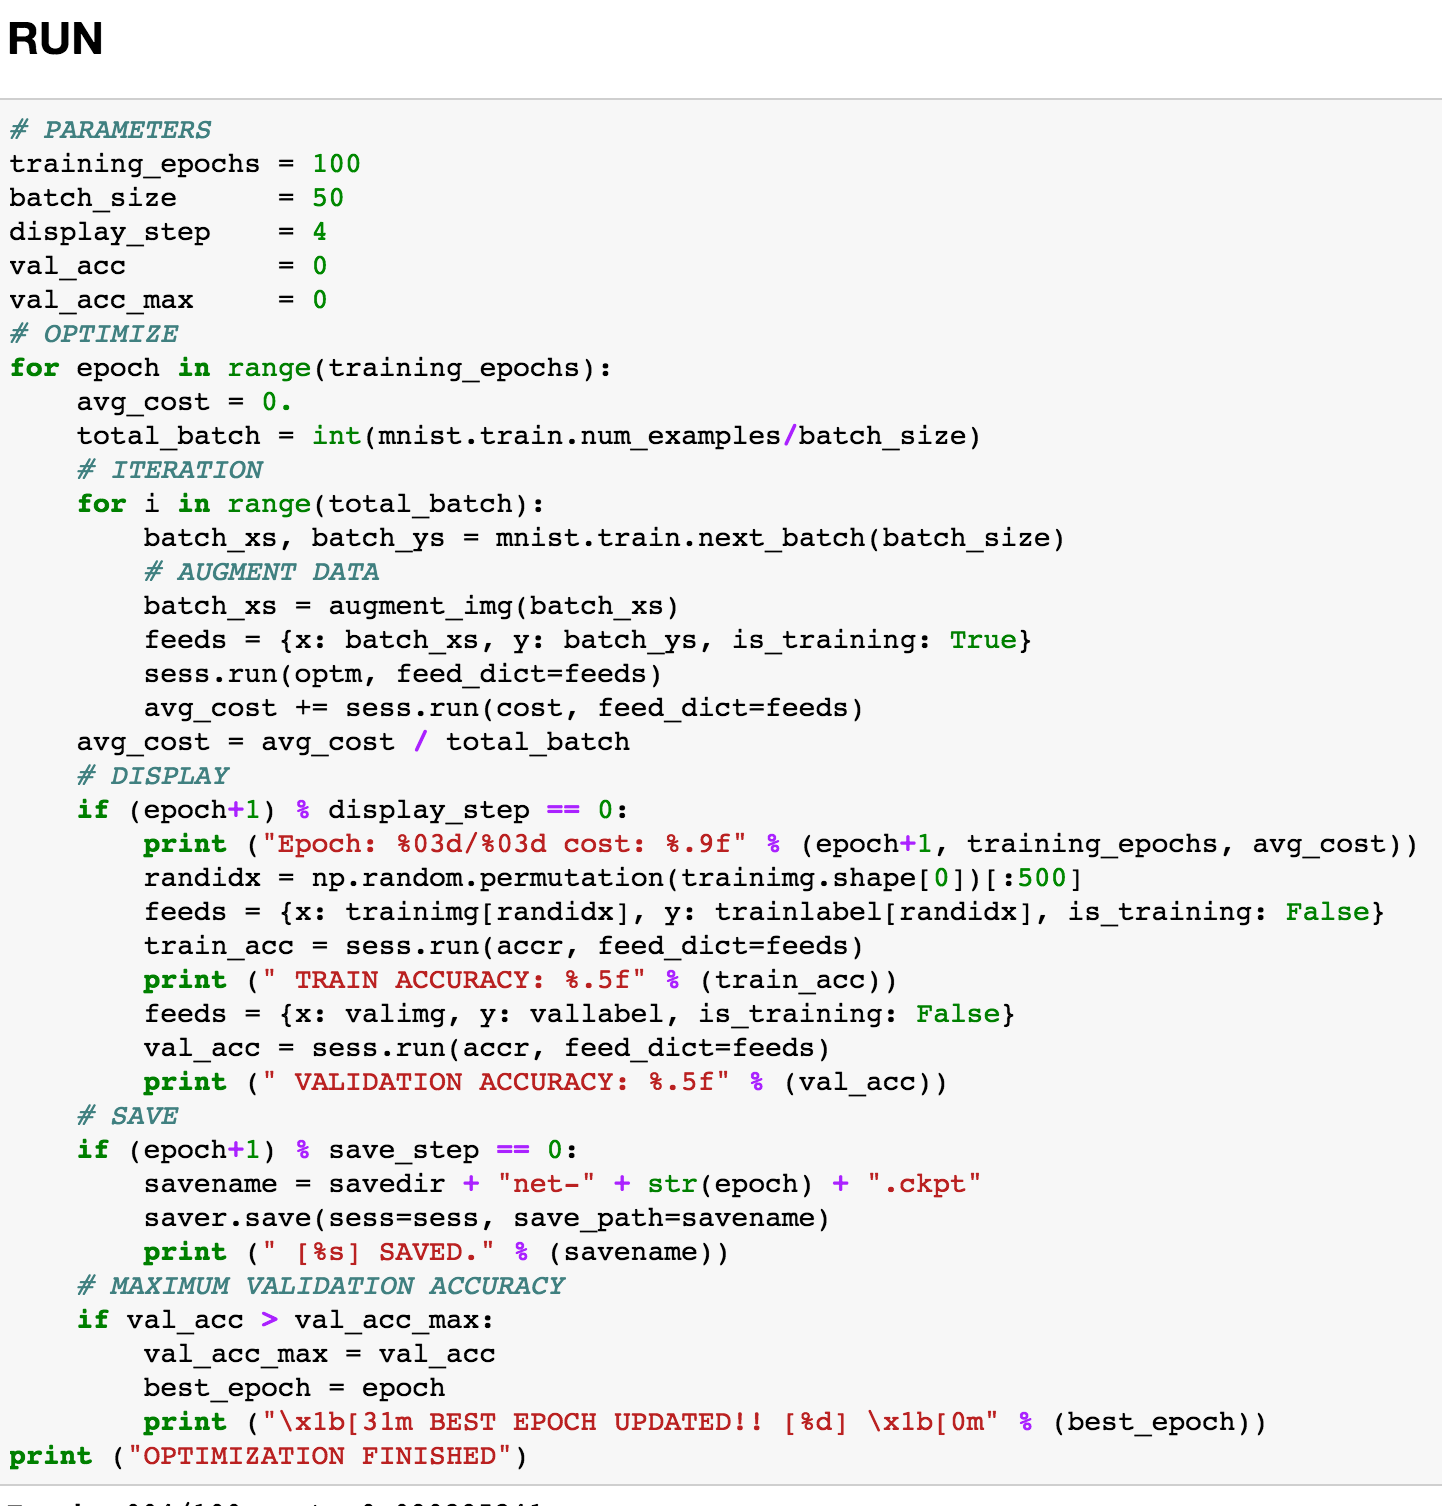 RUN
# PARAMETERS
training_epochs = 100
batch_size      = 50
display_step    = 4
val_acc         = 0
val_acc_max     = 0
# OPTIMIZE
for epoch in range(training_epochs):
    avg_cost = 0.
    total_batch = int(mnist.train.num_examples/batch_size)
    # ITERATION
    for i in range(total_batch):
        batch_xs, batch_ys = mnist.train.next_batch(batch_size)
        # AUGMENT DATA
        batch_xs = augment_img(batch_xs)
        feeds = {x: batch_xs, y: batch_ys, is_training: True}
        sess.run(optm, feed_dict=feeds)
        avg_cost += sess.run(cost, feed_dict=feeds)
    avg_cost = avg_cost / total_batch
    # DISPLAY
    if (epoch+1) % display_step == 0:
        print ("Epoch: %03d/%03d cost: %.9f" % (epoch+1, training_epochs, avg_cost))
        randidx = np.random.permutation(trainimg.shape[0])[:500]
        feeds = {x: trainimg[randidx], y: trainlabel[randidx], is_training: False}
        train_acc = sess.run(accr, feed_dict=feeds)
        print (" TRAIN ACCURACY: %.5f" % (train_acc))
        feeds = {x: valimg, y: vallabel, is_training: False}
        val_acc = sess.run(accr, feed_dict=feeds)
        print (" VALIDATION ACCURACY: %.5f" % (val_acc))
    # SAVE
    if (epoch+1) % save_step == 0:
        savename = savedir + "net-" + str(epoch) + ".ckpt"
        saver.save(sess=sess, save_path=savename)
        print (" [%s] SAVED." % (savename))
    # MAXIMUM VALIDATION ACCURACY
    if val_acc > val_acc_max:
        val_acc_max = val_acc
        best_epoch = epoch
        print ("\x1b[31m BEST EPOCH UPDATED!! [%d] \x1b[0m" % (best_epoch))
print ("OPTIMIZATION FINISHED")